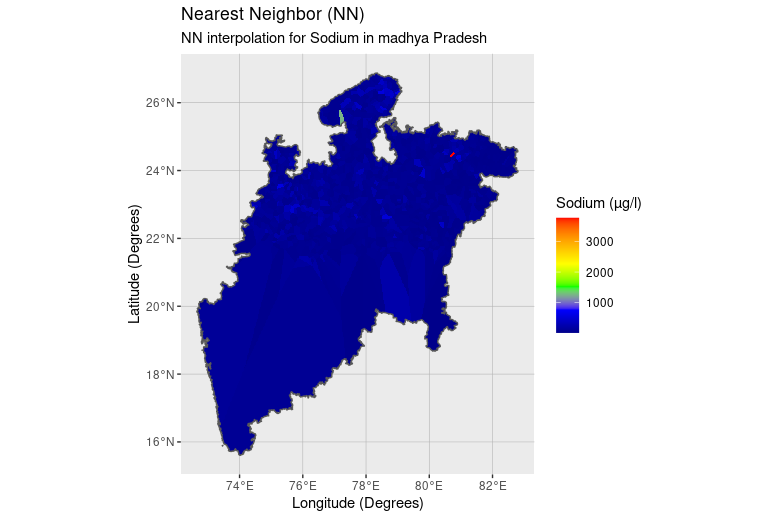 Nearest Neighbor (NN)
NN interpolation for Sodium in madhya Pradesh
26°N
24°N
22°N
20°N
18°N
16°N
Latitude (Degrees)
74°E 76°E 78°E 80°E 82°E
Longitude (Degrees)
Sodium (µg/l)
3000
2000
1000